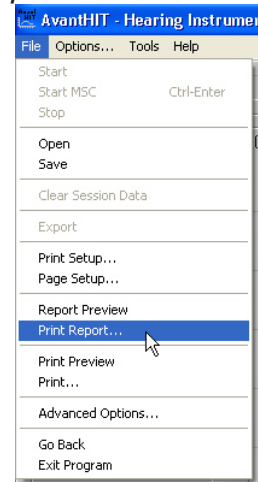 AvantHIT - Hearing Instrume
File Options... Tools Help
Start
Start MSC Ctrl-Enter
Stop
Open
Save
Clear Session Data
Export
Print Setup...
Page Setup...
Report Preview
Print Report...
Print Preview
Print...
Advanced Options...
Go Back
Exit Program